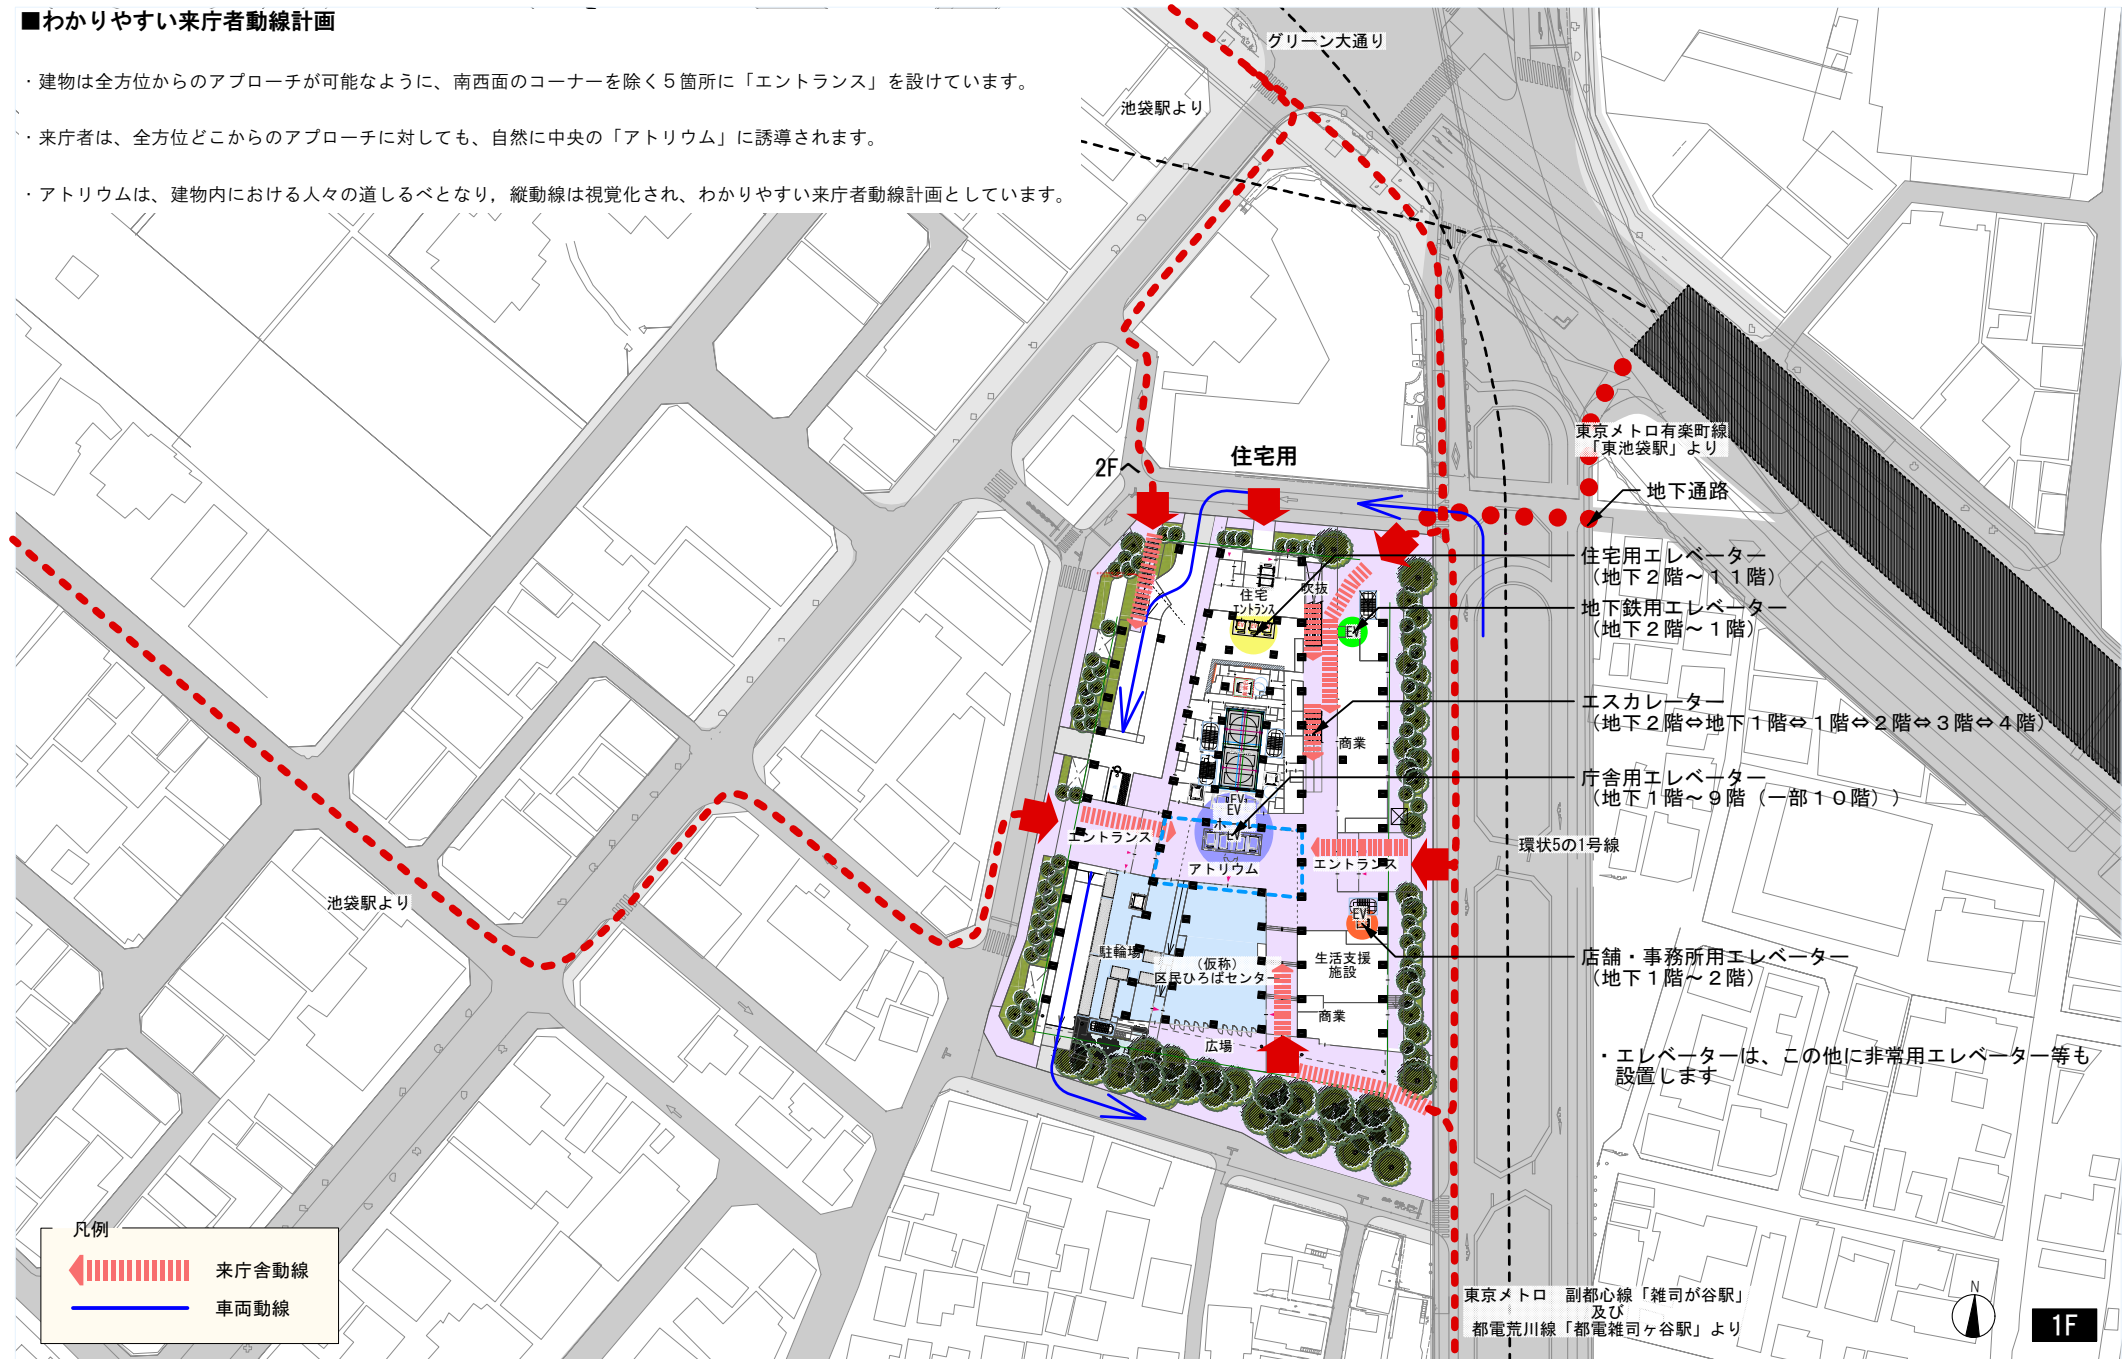 ■わかりやすい来庁者動線計画
・建物は全方位からのアプローチが可能なように、南西面のコーナーを除く５箇所に「エントランス」を設けています。
・来庁者は、全方位どこからのアプローチに対しても、自然に中央の「アトリウム」に誘導されます。
・アトリウムは、建物内における人々の道しるべとなり，縦動線は視覚化され、わかりやすい来庁者動線計画としています。
グリーン大通り
池袋駅より
東京メトロ有楽町線
「東池袋駅」より
地下通路
2Fへ
住宅用
住宅用エレベーター
（地下２階～１１階）
地下鉄用エレベーター
（地下２階～１階）
エスカレーター
（地下２階⇔地下１階⇔１階⇔２階⇔３階⇔４階）
庁舎用エレベーター
（地下１階～９階（一部１０階））
環状5の1号線
店舗・事務所用エレベーター
（地下１階～２階）
・エレベーターは、この他に非常用エレベーター等も
設置します
住宅
エントランス
吹抜
EV
商業
EV
EV
ホール
EV
エントランス
アトリウム
エントランス
EV
駐輪場
（仮称）
区民ひろばセンター
生活支援
施設
商業
広場
池袋駅より
凡例
来庁舎動線
車両動線
東京メトロ　副都心線「雑司が谷駅」
及び
都電荒川線「都電雑司ヶ谷駅」より
N
1F